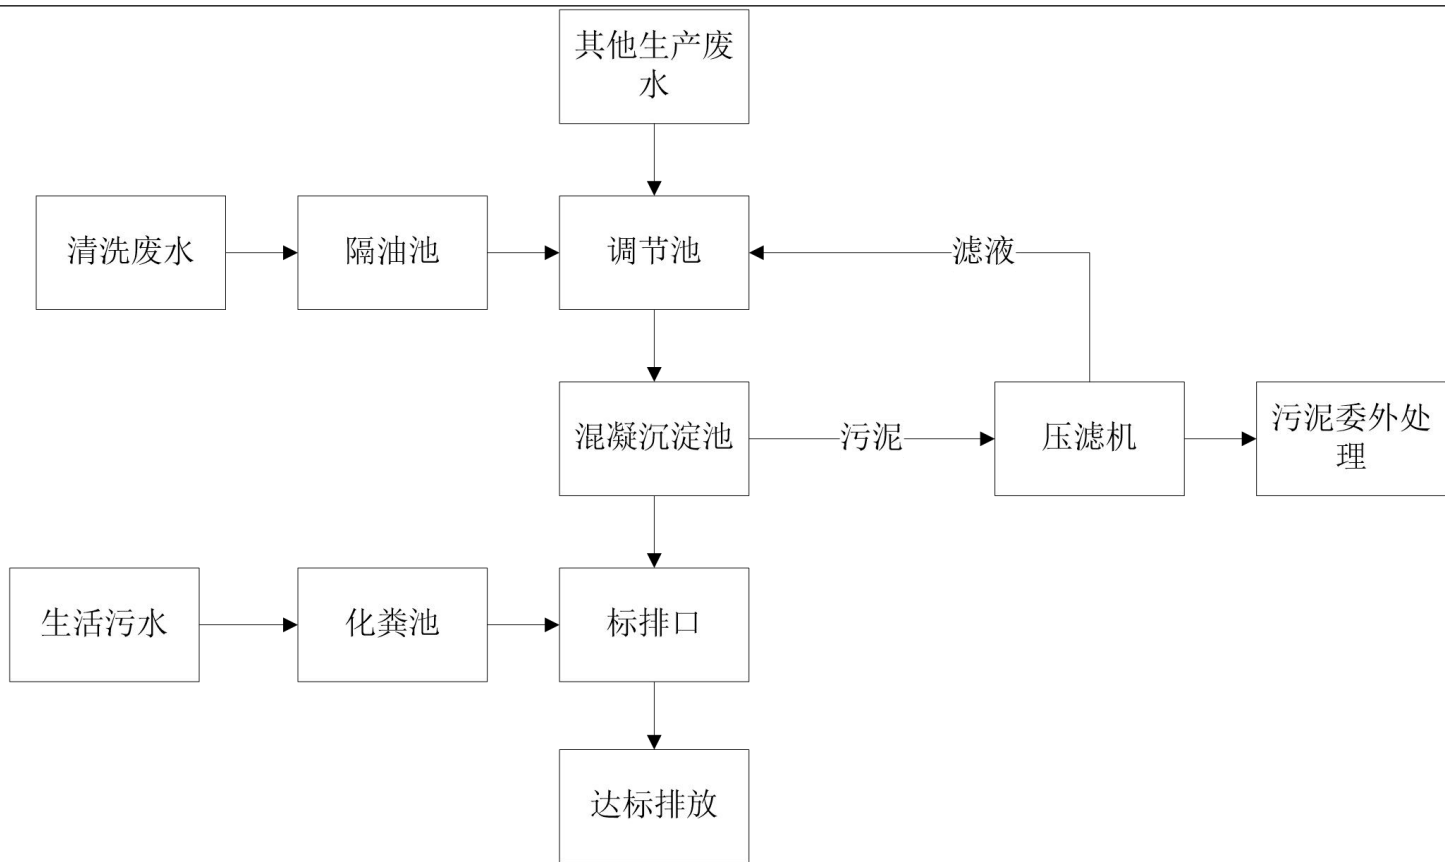 其他生产废
水
清洗废水
隔油池
调节池
滤液
混凝沉淀池
污泥
压滤机
污泥委外处
理
生活污水
化粪池
标排口
达标排放